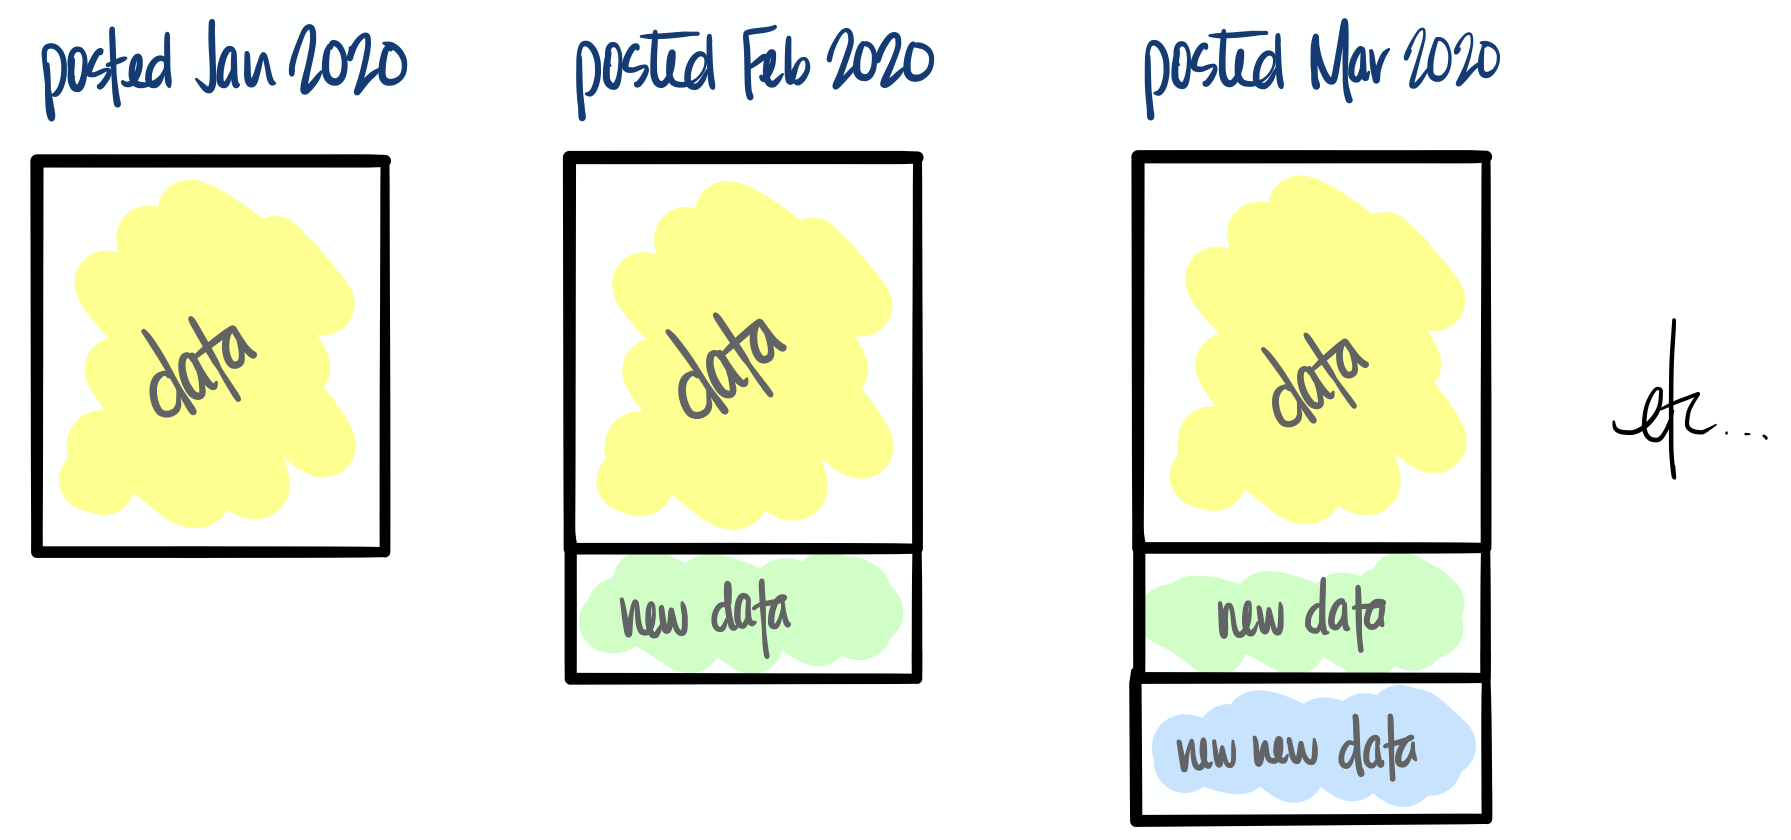 posted Jan 2020
posted Feb 2020
posted Mar 2020
data
data
data
etc....
new data
new data
new new data